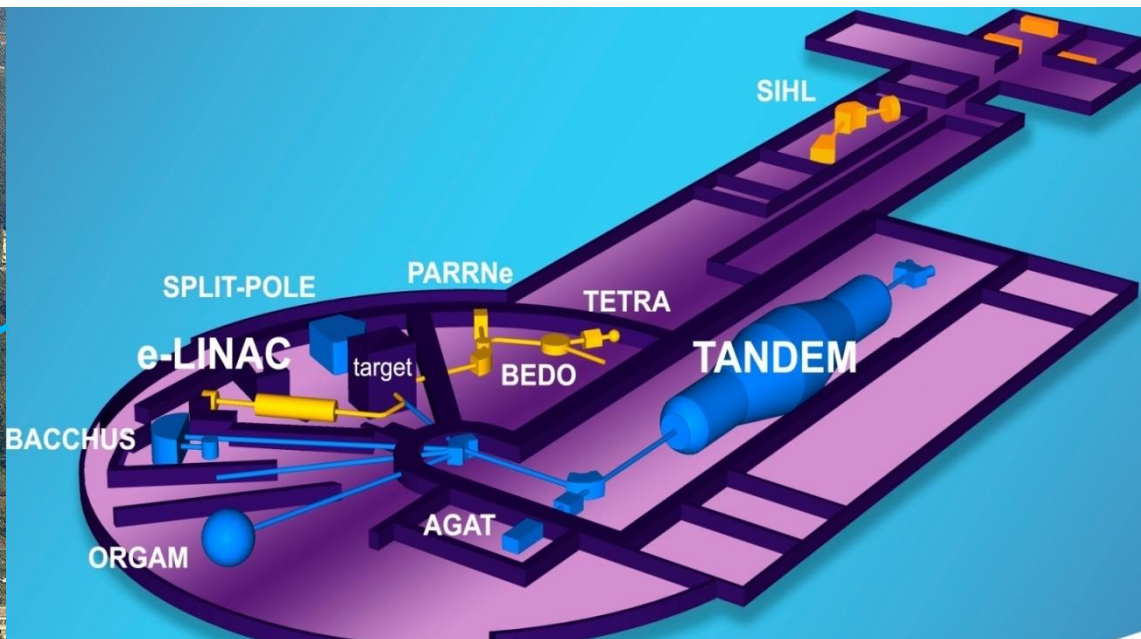 SIHL
PARRNe
SPLIT-POLE
TETRA
e-LINAC
target
BEDO
TANDEM
BACCHUS
AGAT
ORGAM